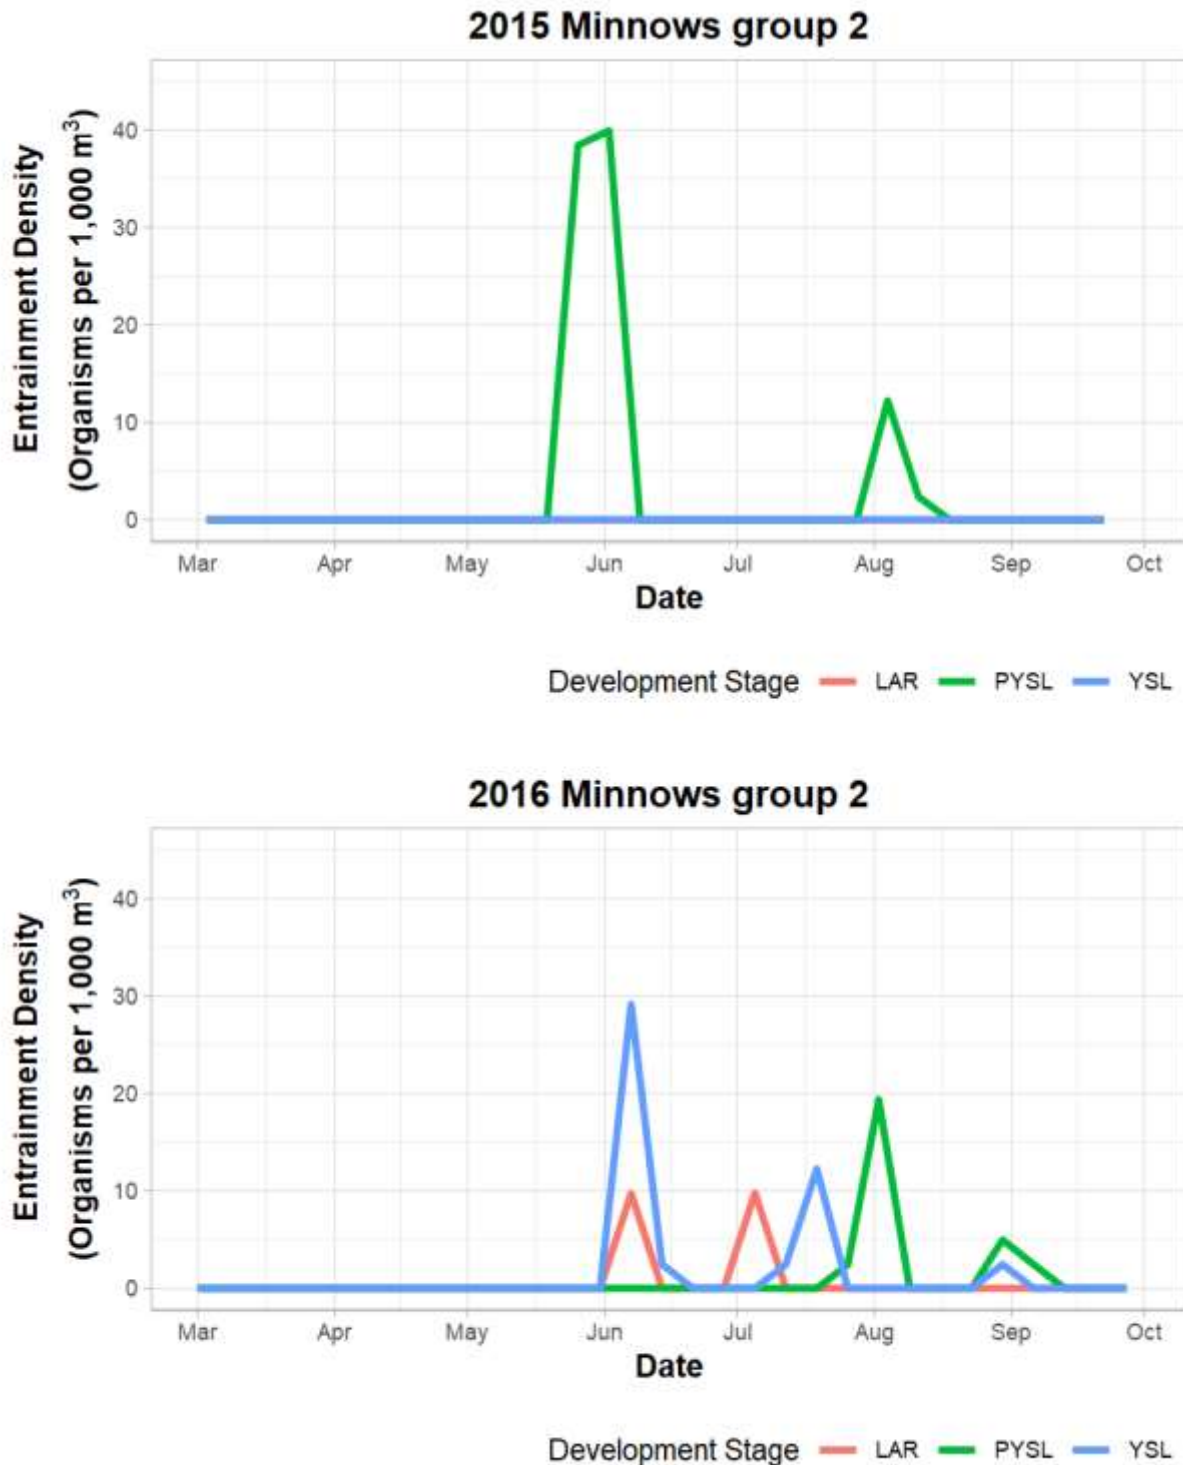 2015 Minnows group 2
Entrainment Density
(Organisms per 1,000 m³)
40
30
20
10
0
Mar Apr May Jun Jul Aug Sep Oct
Date
Development Stage LAR PYSL YSL
2016 Minnows group 2
Entrainment Density
(Organisms per 1,000 m³)
40
30
20
10
0
Mar Apr May Jun Jul Aug Sep Oct
Date
Development Stage LAR PYSL YSL